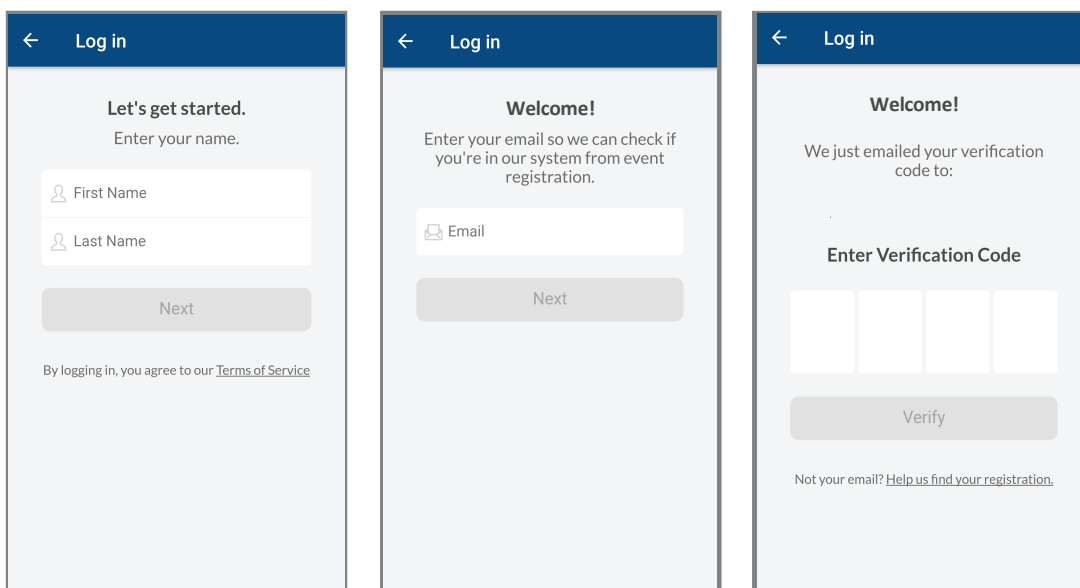 Log in
Let's get started.
Enter your name.
First Name
Last Name
Next
By logging in, you agree to our Terms of Service
Log in
Welcome!
Enter your email so we can check if
you're in our system from event
registration.
Email
Next
Log in
Welcome!
We just emailed your verification
code to:
Enter Verification Code
Verify
Not your email? Help us find your registration.